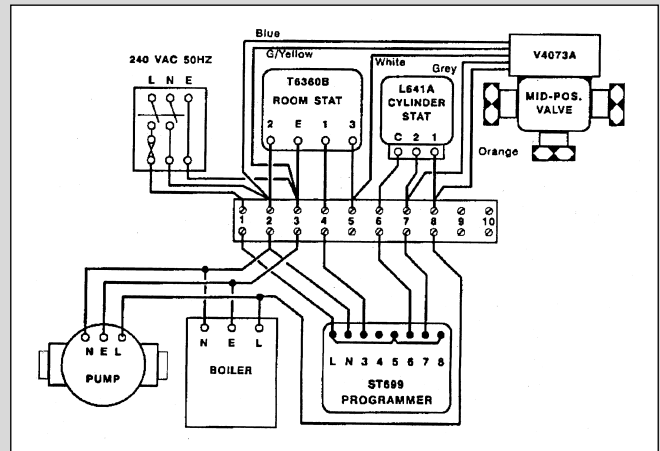 Blue
G/Yellow
White
Grey
Orange
240 VAC 50HZ
L N E
T6360B
ROOM STAT
2 E 1 3
L641A
CYLINDER
STAT
C 2 1
V4073A
MID-POS.
VALVE
1 2 3 4 5 6 7 8 9 10
N E L
PUMP
N E L
BOILER
L N 3 4 5 6 7 8
ST699
PROGRAMMER